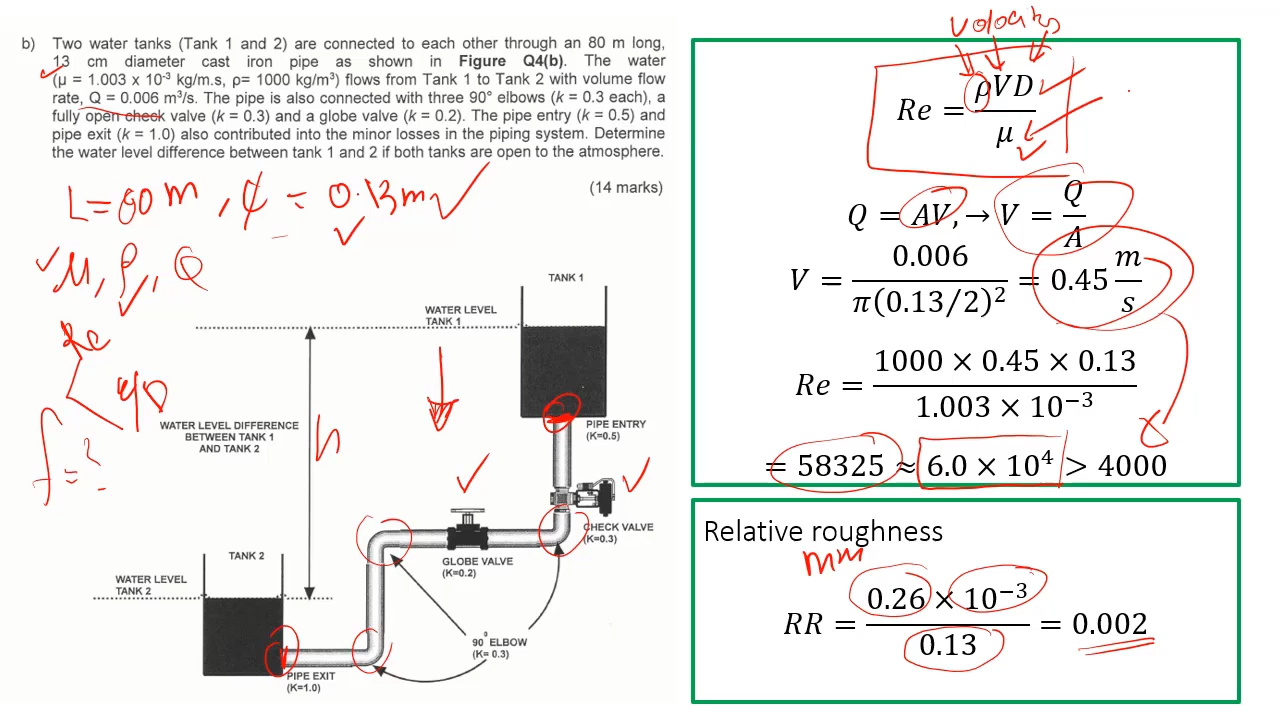 b) Two water tanks (Tank 1 and 2) are connected to each other through an 80 m long,
13 cm diameter cast iron pipe as shown in Figure Q4(b). The water
(μ = 1.003 x 10⁻³ kg/m.s, ρ= 1000 kg/m³) flows from Tank 1 to Tank 2 with volume flow
rate, Q = 0.006 m³/s. The pipe is also connected with three 90° elbows (k = 0.3 each), a
fully open check valve (k = 0.3) and a globe valve (k = 0.2). The pipe entry (k = 0.5) and
pipe exit (k = 1.0) also contributed into the minor losses in the piping system. Determine
the water level difference between tank 1 and 2 if both tanks are open to the atmosphere.
(14 marks)
L = 80 m, ¢ = 0.13 m
μ, ρ, Q
Re
ε/D
f = ?
TANK 1
WATER LEVEL
TANK 1
WATER LEVEL DIFFERENCE
BETWEEN TANK 1
AND TANK 2
h
PIPE ENTRY
(K=0.5)
CHECK VALVE
(K=0.3)
GLOBE VALVE
(K=0.2)
TANK 2
WATER LEVEL
TANK 2
90° ELBOW
(K= 0.3)
PIPE EXIT
(K=1.0)
Velocity
Re = ρVD / μ
Q = AV, → V = Q / A
V = 0.006 / π(0.13/2)² = 0.45 m/s
Re = 1000 × 0.45 × 0.13 / 1.003 × 10⁻³
= 58325 ≈ 6.0 × 10⁴ > 4000
Relative roughness
mm
RR = 0.26 × 10⁻³ / 0.13 = 0.002